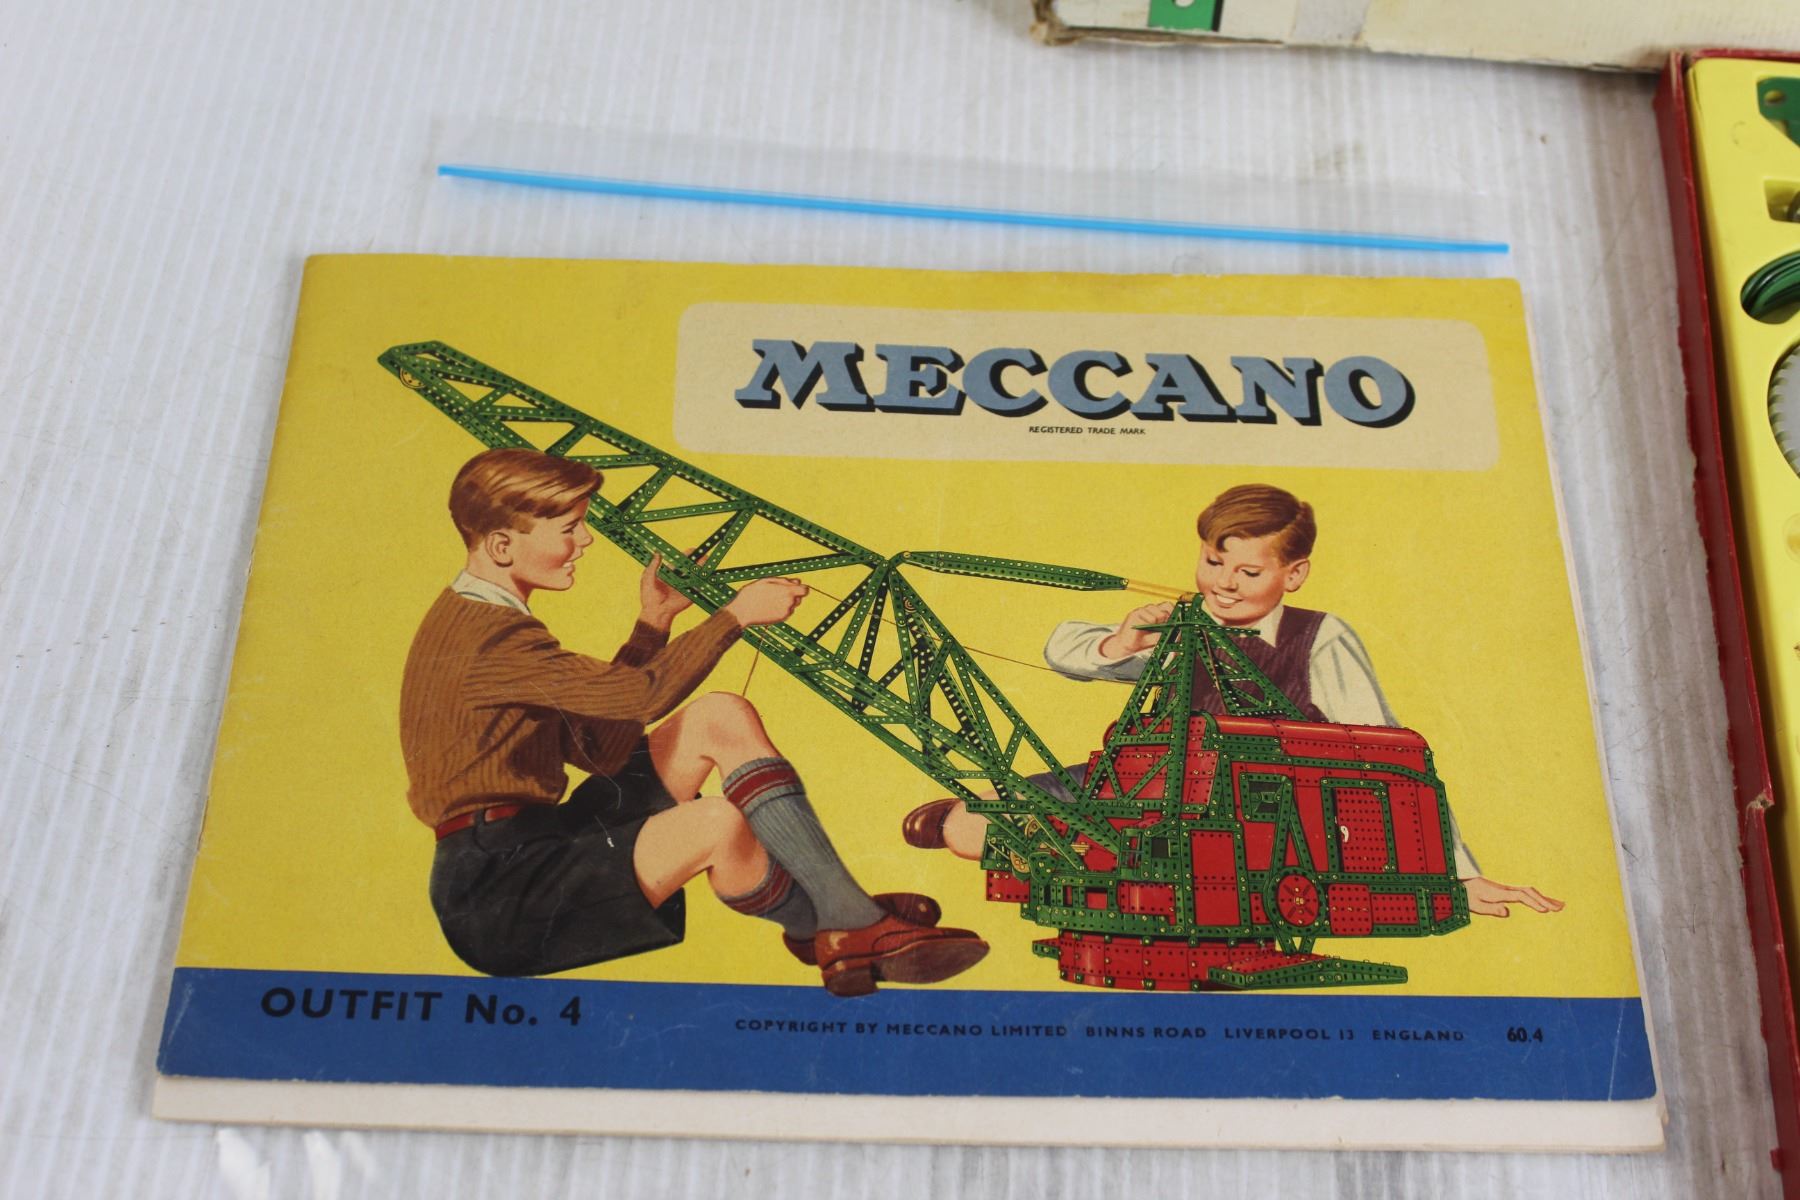 MECCANO
REGISTERED TRADE MARK
OUTFIT No. 4
COPYRIGHT BY MECCANO LIMITED BINNS ROAD LIVERPOOL 13 ENGLAND 60.4